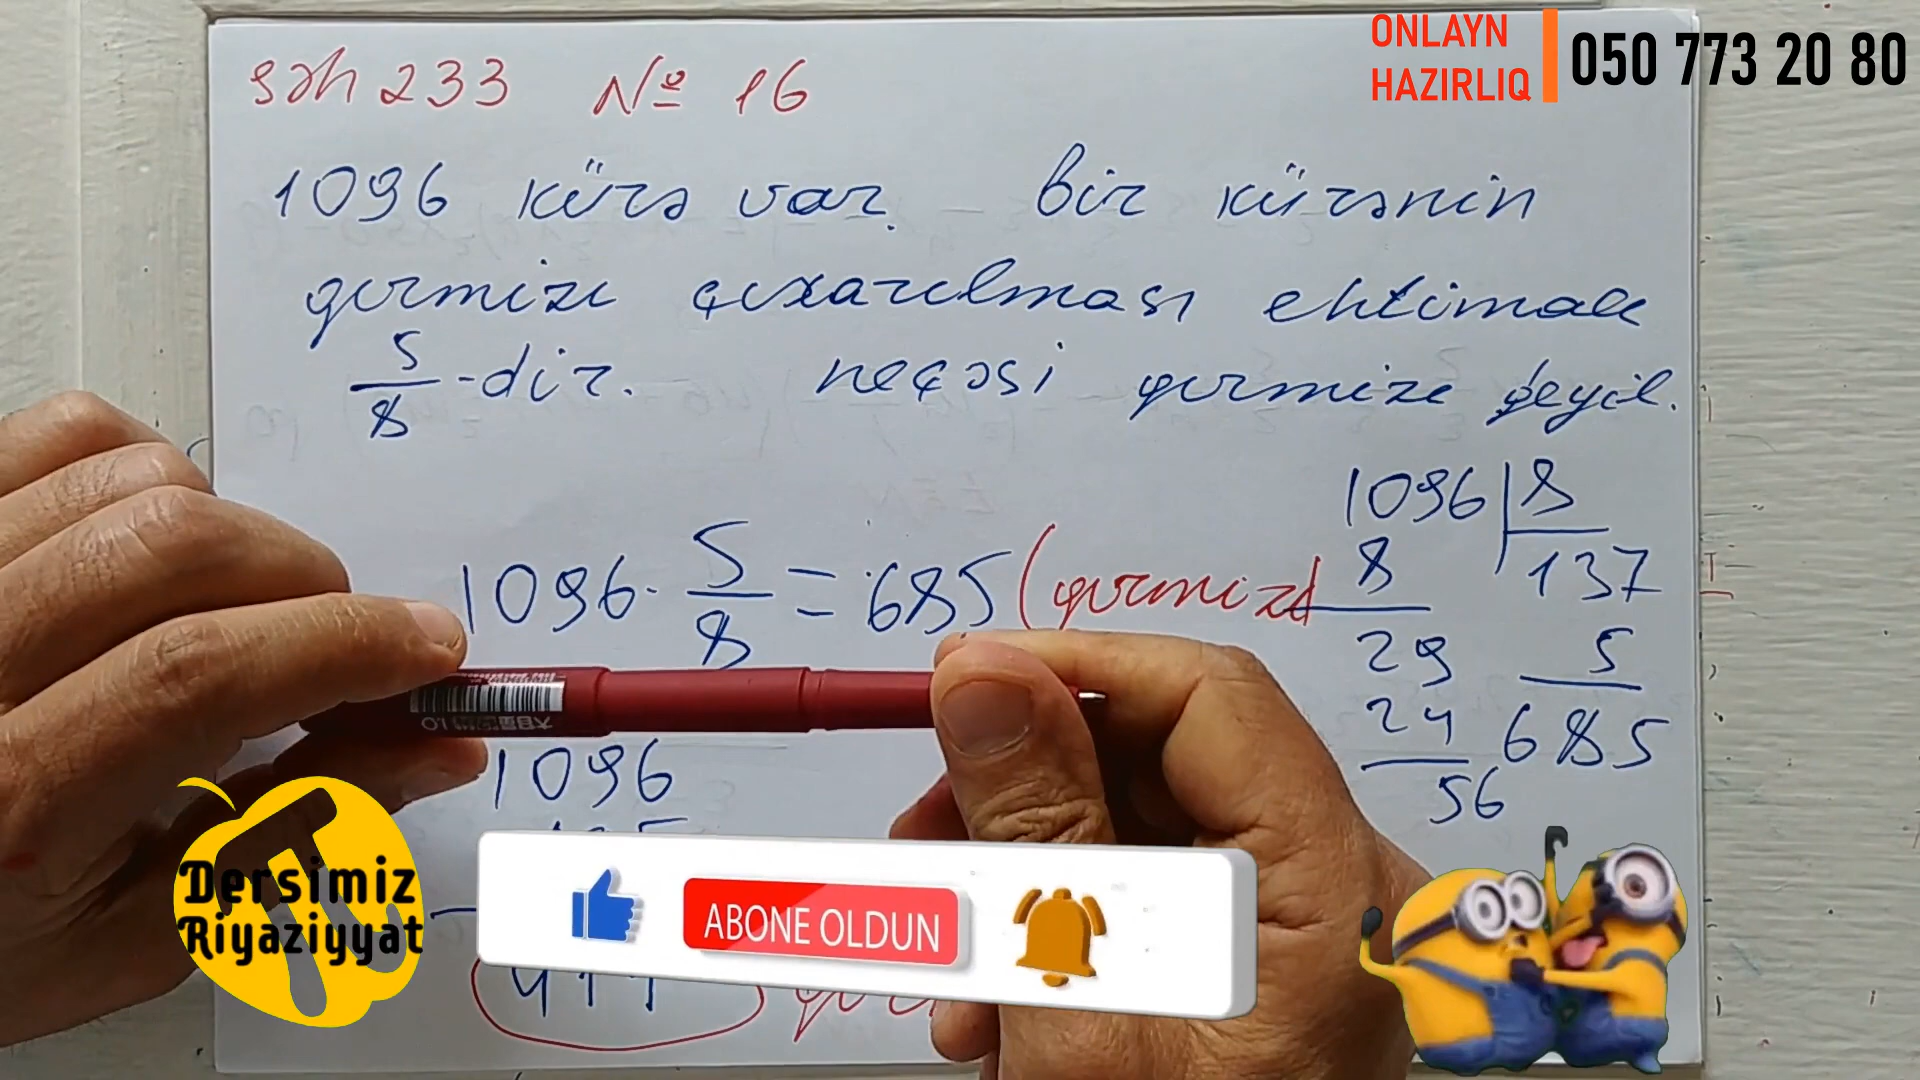 ONLAYN
HAZIRLIQ
050 773 20 80
səh 233 № 16
1096 kürə var. bir kürənin
qırmızı çıxarılması ehtimalı
5/8 -dir. neçəsi qırmızı deyil.
1096 · 5/8 = 685 (qırmızı
1096 | 8
8 137
29 5
24 685
56
1096
Dersimiz
Riyaziyyat
ABONE OLDUN
411